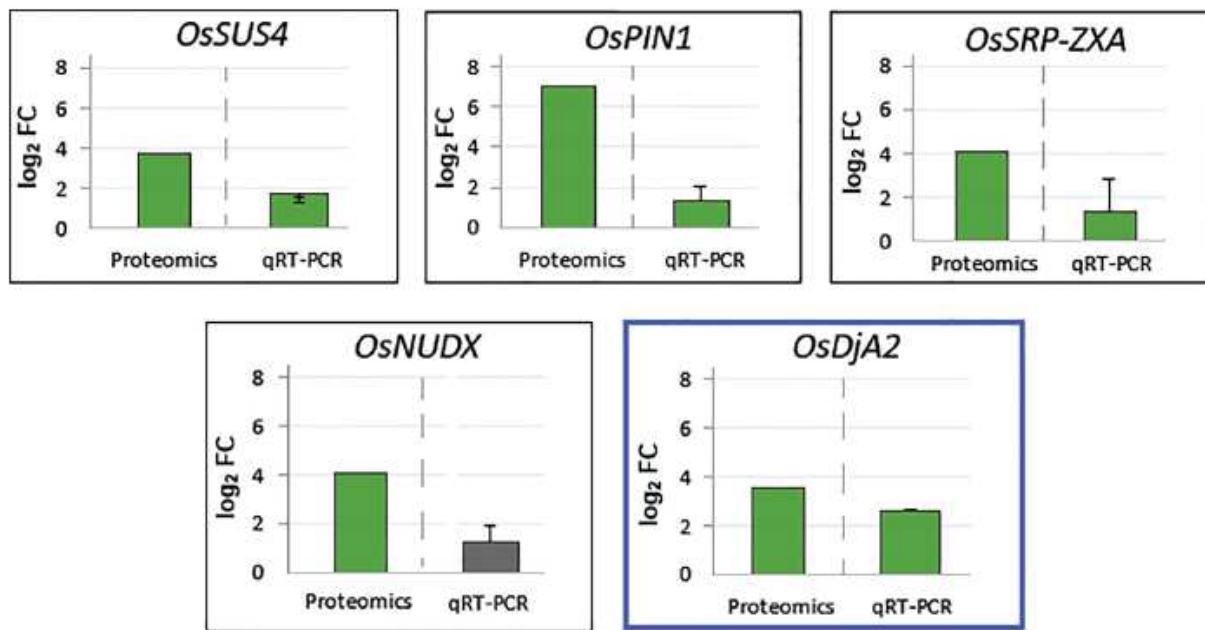 OsSUS4
8
6
4
2
0
log₂ FC
Proteomics qRT-PCR
OsPIN1
8
6
4
2
0
log₂ FC
Proteomics qRT-PCR
OsSRP-ZXA
8
6
4
2
0
log₂ FC
Proteomics qRT-PCR
OsNUDX
8
6
4
2
0
log₂ FC
Proteomics qRT-PCR
OsDjA2
8
6
4
2
0
log₂ FC
Proteomics qRT-PCR